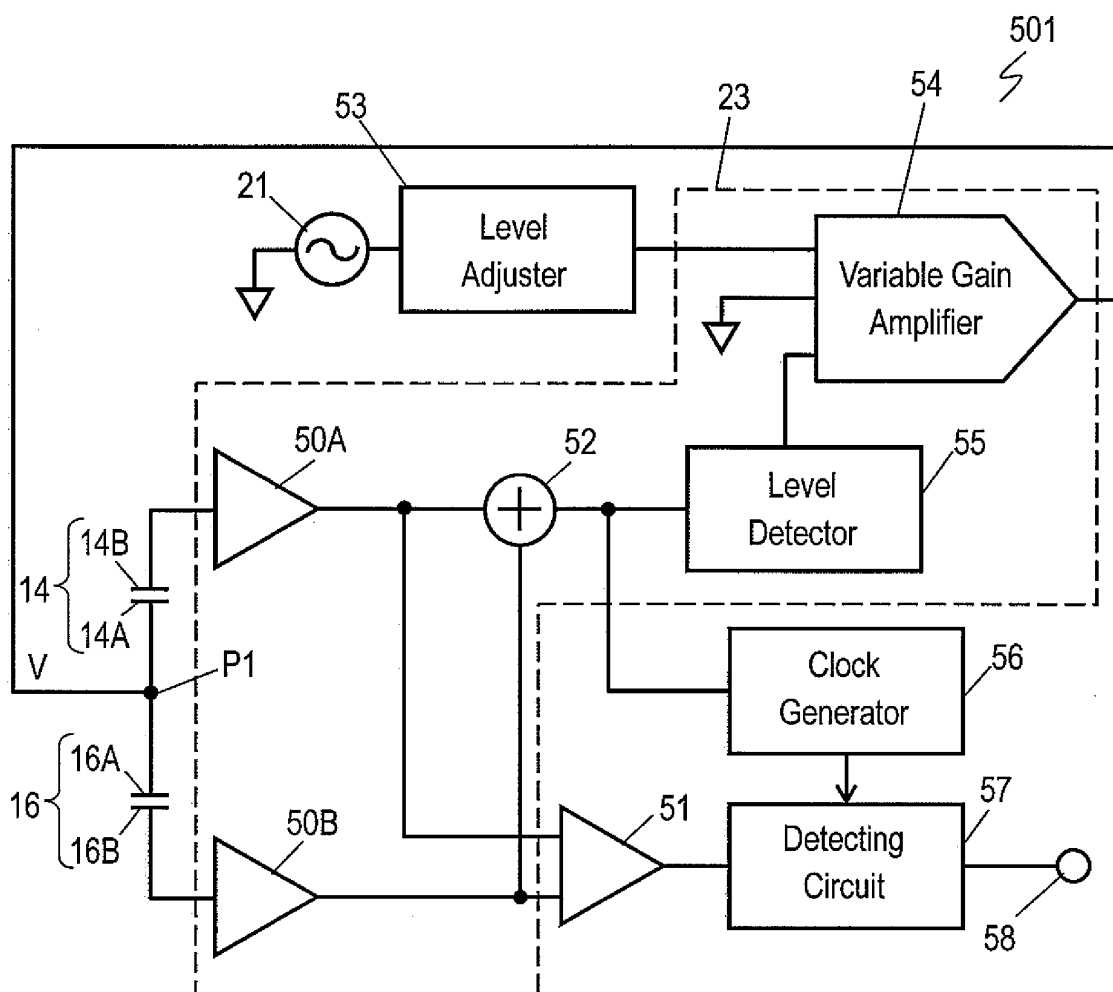 501
53
23
54
21
Level
Adjuster
Variable Gain
Amplifier
50A
52
55
Level
Detector
14
14B
14A
V
P1
Clock
Generator
56
16
16A
16B
50B
51
57
Detecting
Circuit
58